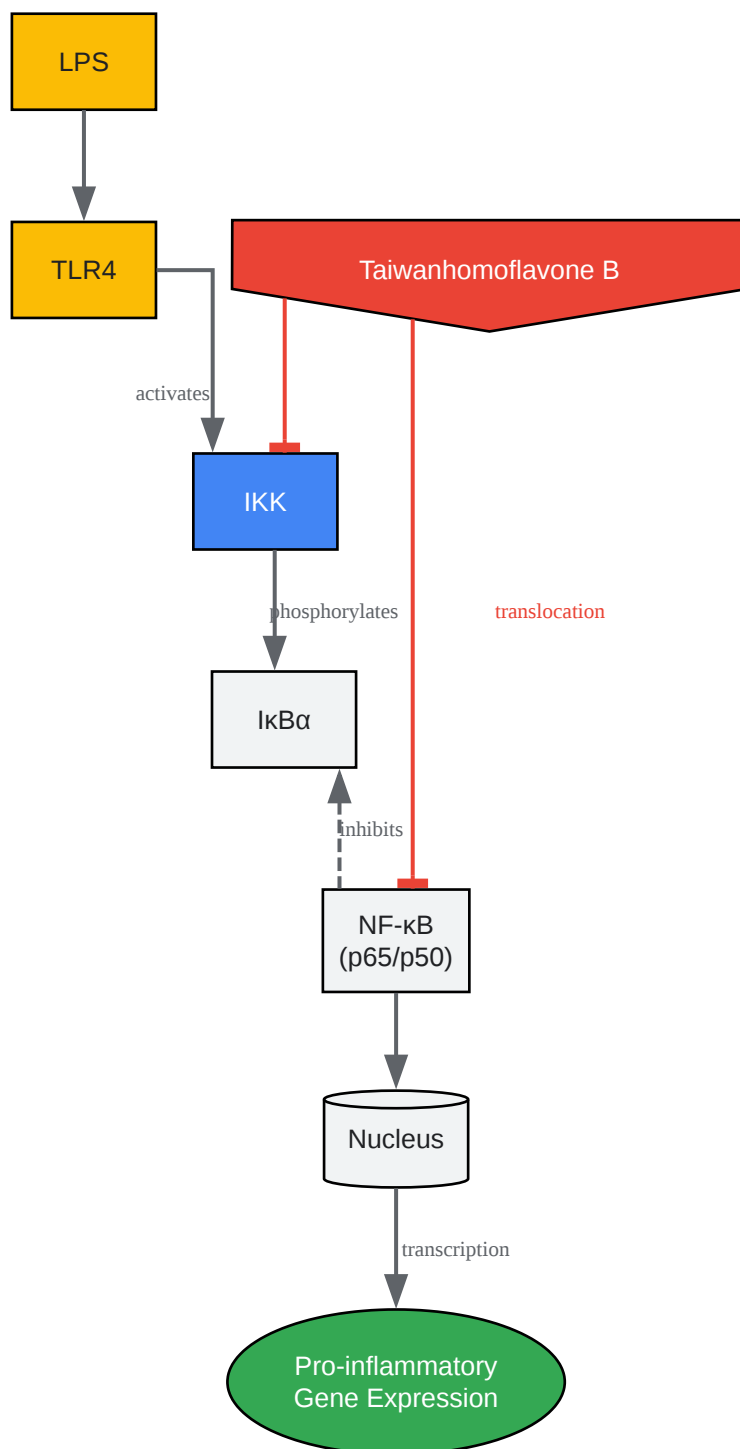 LPS
TLR4
Taiwanhomoflavone B
activates
IKK
phosphorylates
translocation
IκBα
inhibits
NF-κB
(p65/p50)
Nucleus
transcription
Pro-inflammatory
Gene Expression